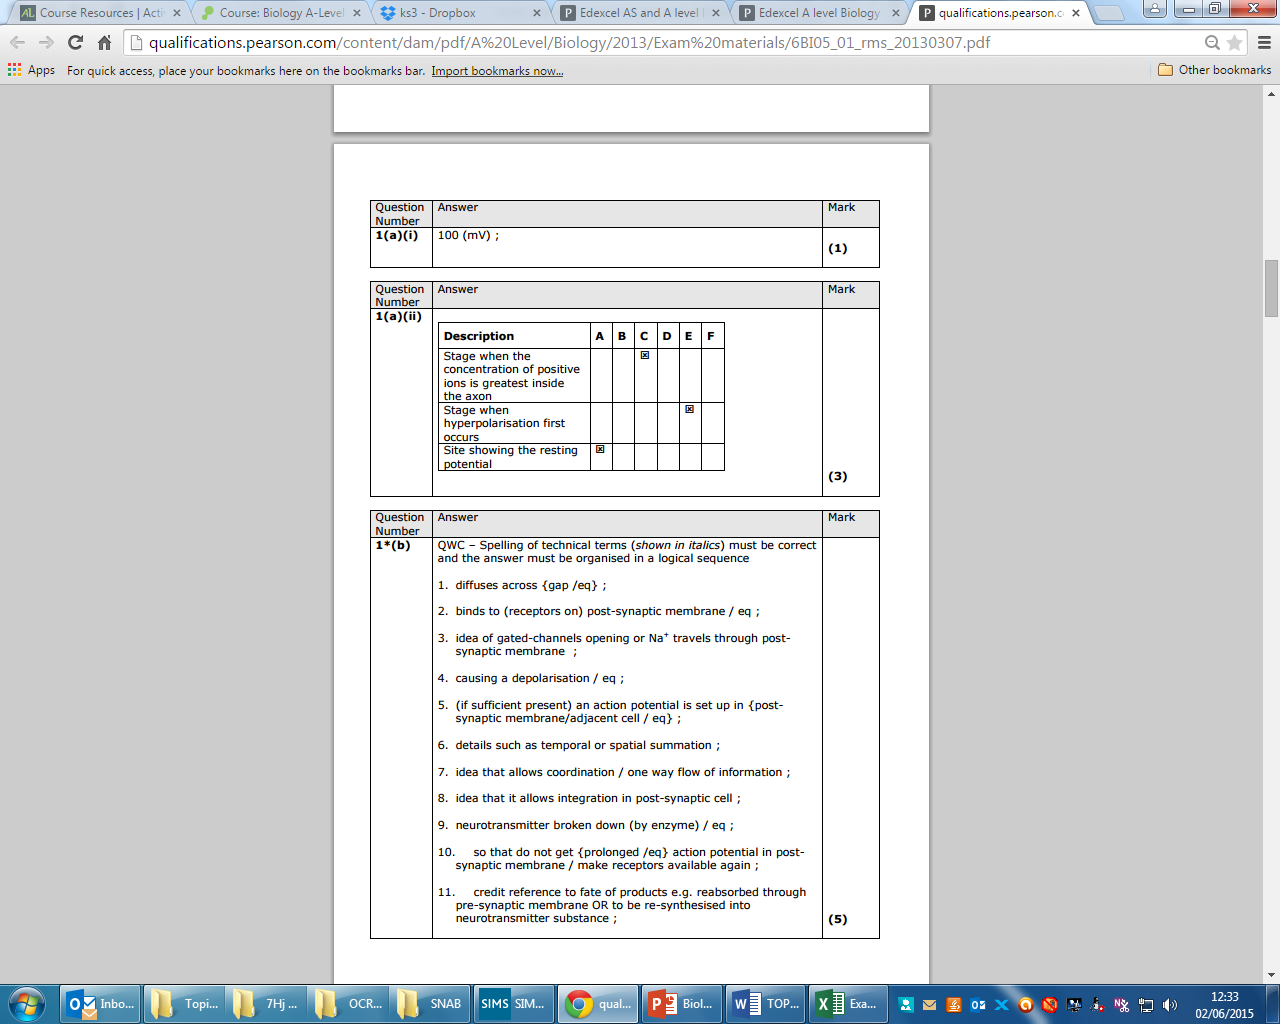 Course Resources | Acti
Course: Biology A-Level
ks3 - Dropbox
Edexcel AS and A level
Edexcel A level Biology
qualifications.pearson.c
qualifications.pearson.com/content/dam/pdf/A%20Level/Biology/2013/Exam%20materials/6BI05_01_rms_20130307.pdf
Apps For quick access, place your bookmarks here on the bookmarks bar. Import bookmarks now... Other bookmarks
Question Number Answer Mark
1(a)(i) 100 (mV) ;
(1)
Question Number Answer Mark
1(a)(ii)
Description A B C D E F
Stage when the
concentration of positive
ions is greatest inside
the axon
Stage when
hyperpolarisation first
occurs
Site showing the resting
potential
(3)
Question Number Answer Mark
1*(b) QWC – Spelling of technical terms (shown in italics) must be correct
and the answer must be organised in a logical sequence
1. diffuses across {gap /eq} ;
2. binds to (receptors on) post-synaptic membrane / eq ;
3. idea of gated-channels opening or Na⁺ travels through post-
synaptic membrane ;
4. causing a depolarisation / eq ;
5. (if sufficient present) an action potential is set up in {post-
synaptic membrane/adjacent cell / eq} ;
6. details such as temporal or spatial summation ;
7. idea that allows coordination / one way flow of information ;
8. idea that it allows integration in post-synaptic cell ;
9. neurotransmitter broken down (by enzyme) / eq ;
10. so that do not get {prolonged /eq} action potential in post-
synaptic membrane / make receptors available again ;
11. credit reference to fate of products e.g. reabsorbed through
pre-synaptic membrane OR to be re-synthesised into
neurotransmitter substance ;
(5)
Inbo... Topi... 7Hj ... OCR... SNAB SIMS SIM... qual... Biol... TOP... Exa...
12:33
02/06/2015